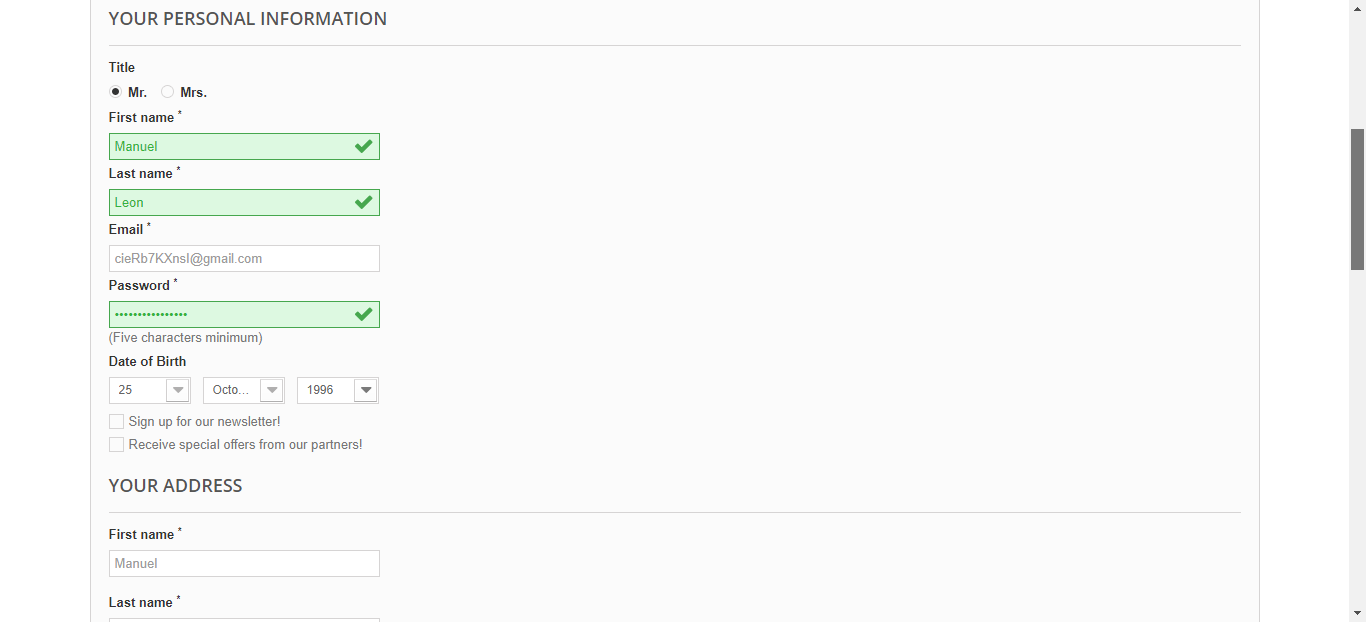 YOUR PERSONAL INFORMATION
Title
Mr. Mrs.
First name *
Manuel
Last name *
Leon
Email *
cieRb7KXnsI@gmail.com
Password *
••••••••••••••••
(Five characters minimum)
Date of Birth
25 Octo... 1996
Sign up for our newsletter!
Receive special offers from our partners!
YOUR ADDRESS
First name *
Manuel
Last name *